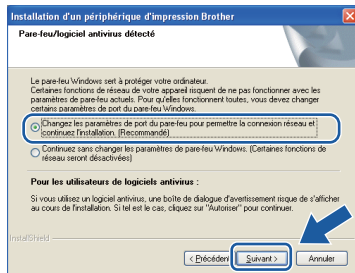 Installation d'un périphérique d'impression Brother
Pare-feu/logiciel antivirus détecté
Le pare-feu Windows sert à protéger votre ordinateur.
Certaines fonctions de réseau de votre appareil risquent de ne pas fonctionner avec les
paramètres de pare-feu actuels. Pour qu'elles fonctionnent toutes, vous devez changer
certains paramètres de port du pare-feu Windows.
Changez les paramètres de port du pare-feu pour permettre la connexion réseau et
continuez l'installation. (Recommandé)
Continuez sans changer les paramètres de pare-feu Windows. (Certaines fonctions de
réseau seront désactivées)
Pour les utilisateurs de logiciels antivirus :
Si vous utilisez un logiciel antivirus, une boîte de dialogue d'avertissement risque de s'afficher
au cours de l'installation. Si tel est le cas, cliquez sur "Autoriser" pour continuer.
InstallShield
< Précédent
Suivant >
Annuler